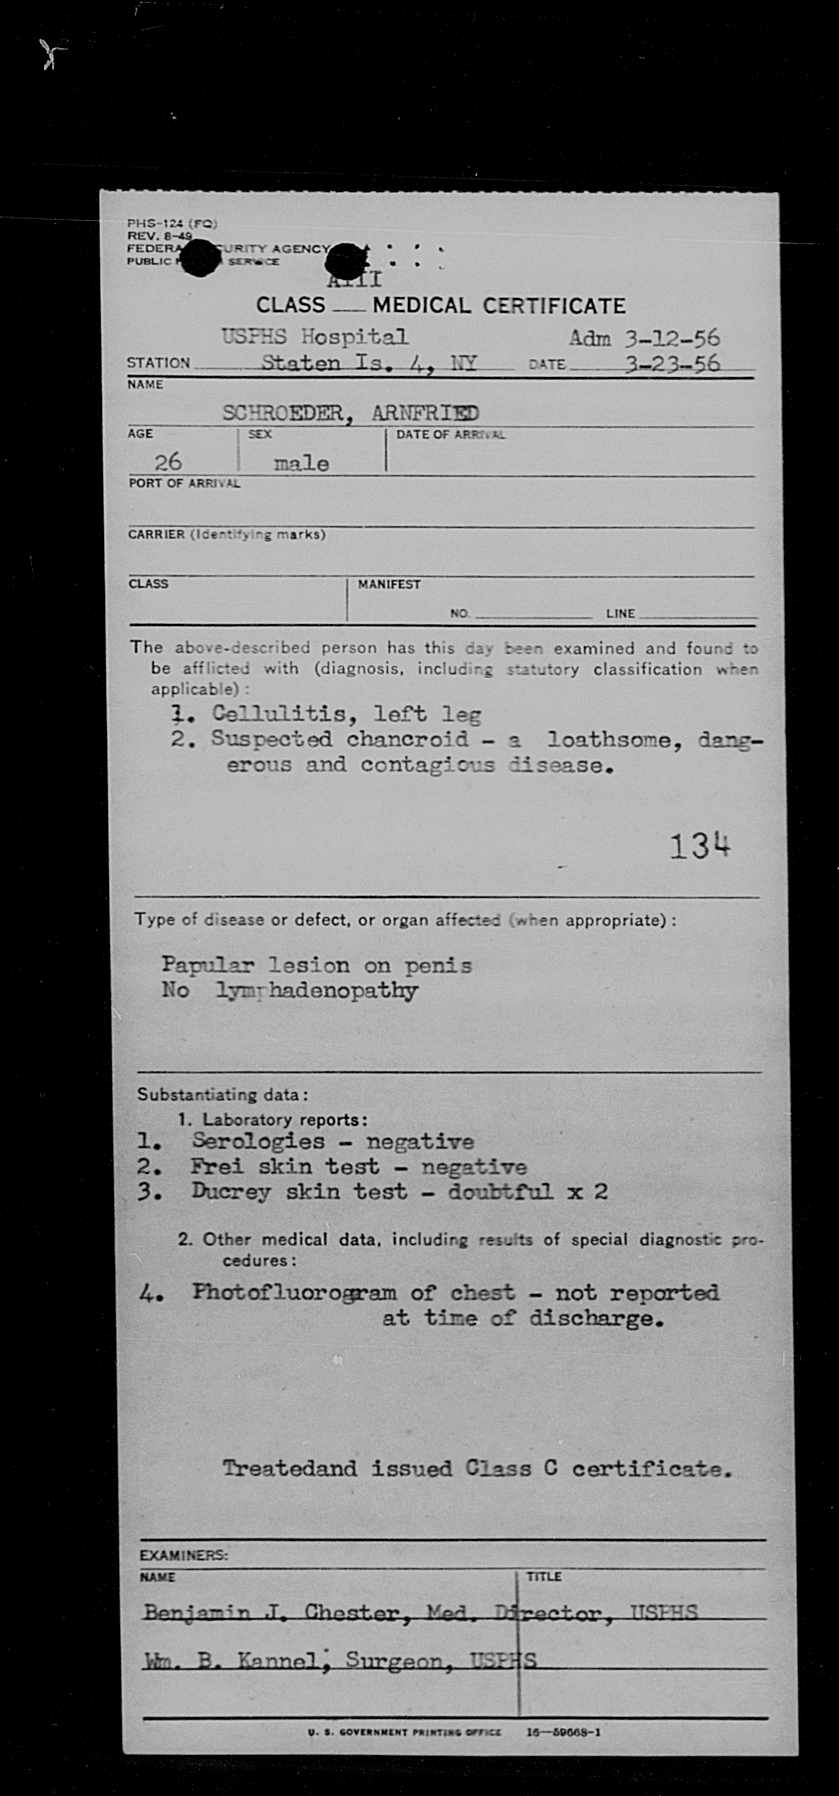 PHS-124 (FQ)
REV. 8-49
FEDERA URITY AGENCY
PUBLIC SERVICE
AIII
CLASS MEDICAL CERTIFICATE
USPHS Hospital Adm 3-12-56
STATION Staten Is. 4, NY DATE 3-23-56
NAME
SCHROEDER, ARNFRIED
AGE SEX DATE OF ARRIVAL
26 male
PORT OF ARRIVAL
CARRIER (Identifying marks)
CLASS MANIFEST
NO. LINE
The above-described person has this day been examined and found to
be afflicted with (diagnosis, including statutory classification when
applicable):
1. Cellulitis, left leg
2. Suspected chancroid - a loathsome, dang-
erous and contagious disease.
134
Type of disease or defect, or organ affected (when appropriate):
Papular lesion on penis
No lymphadenopathy
Substantiating data:
1. Laboratory reports:
1. Serologies - negative
2. Frei skin test - negative
3. Ducrey skin test - doubtful x 2
2. Other medical data, including results of special diagnostic pro-
cedures:
4. Photofluorogram of chest - not reported
at time of discharge.
Treatedand issued Class C certificate.
EXAMINERS:
NAME TITLE
Benjamin J. Chester, Med. Director, USPHS
Wm. B. Kannel, Surgeon, USPHS
U. S. GOVERNMENT PRINTING OFFICE 16—59668-1